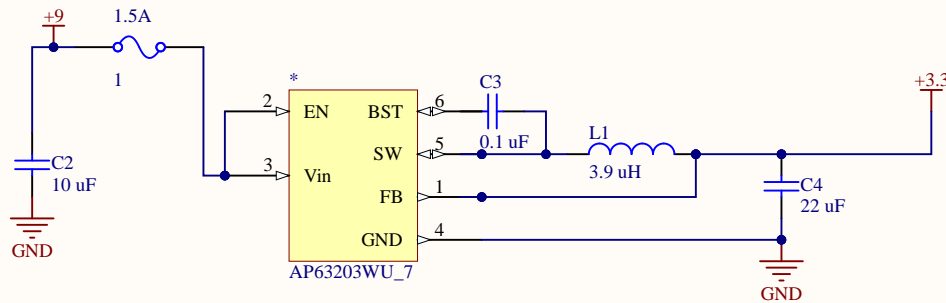 +9
1.5A
1
C2
10 uF
GND
*
2
EN
3
Vin
BST
6
SW
5
FB
1
GND
4
AP63203WU_7
C3
0.1 uF
L1
3.9 uH
+3.3
C4
22 uF
GND